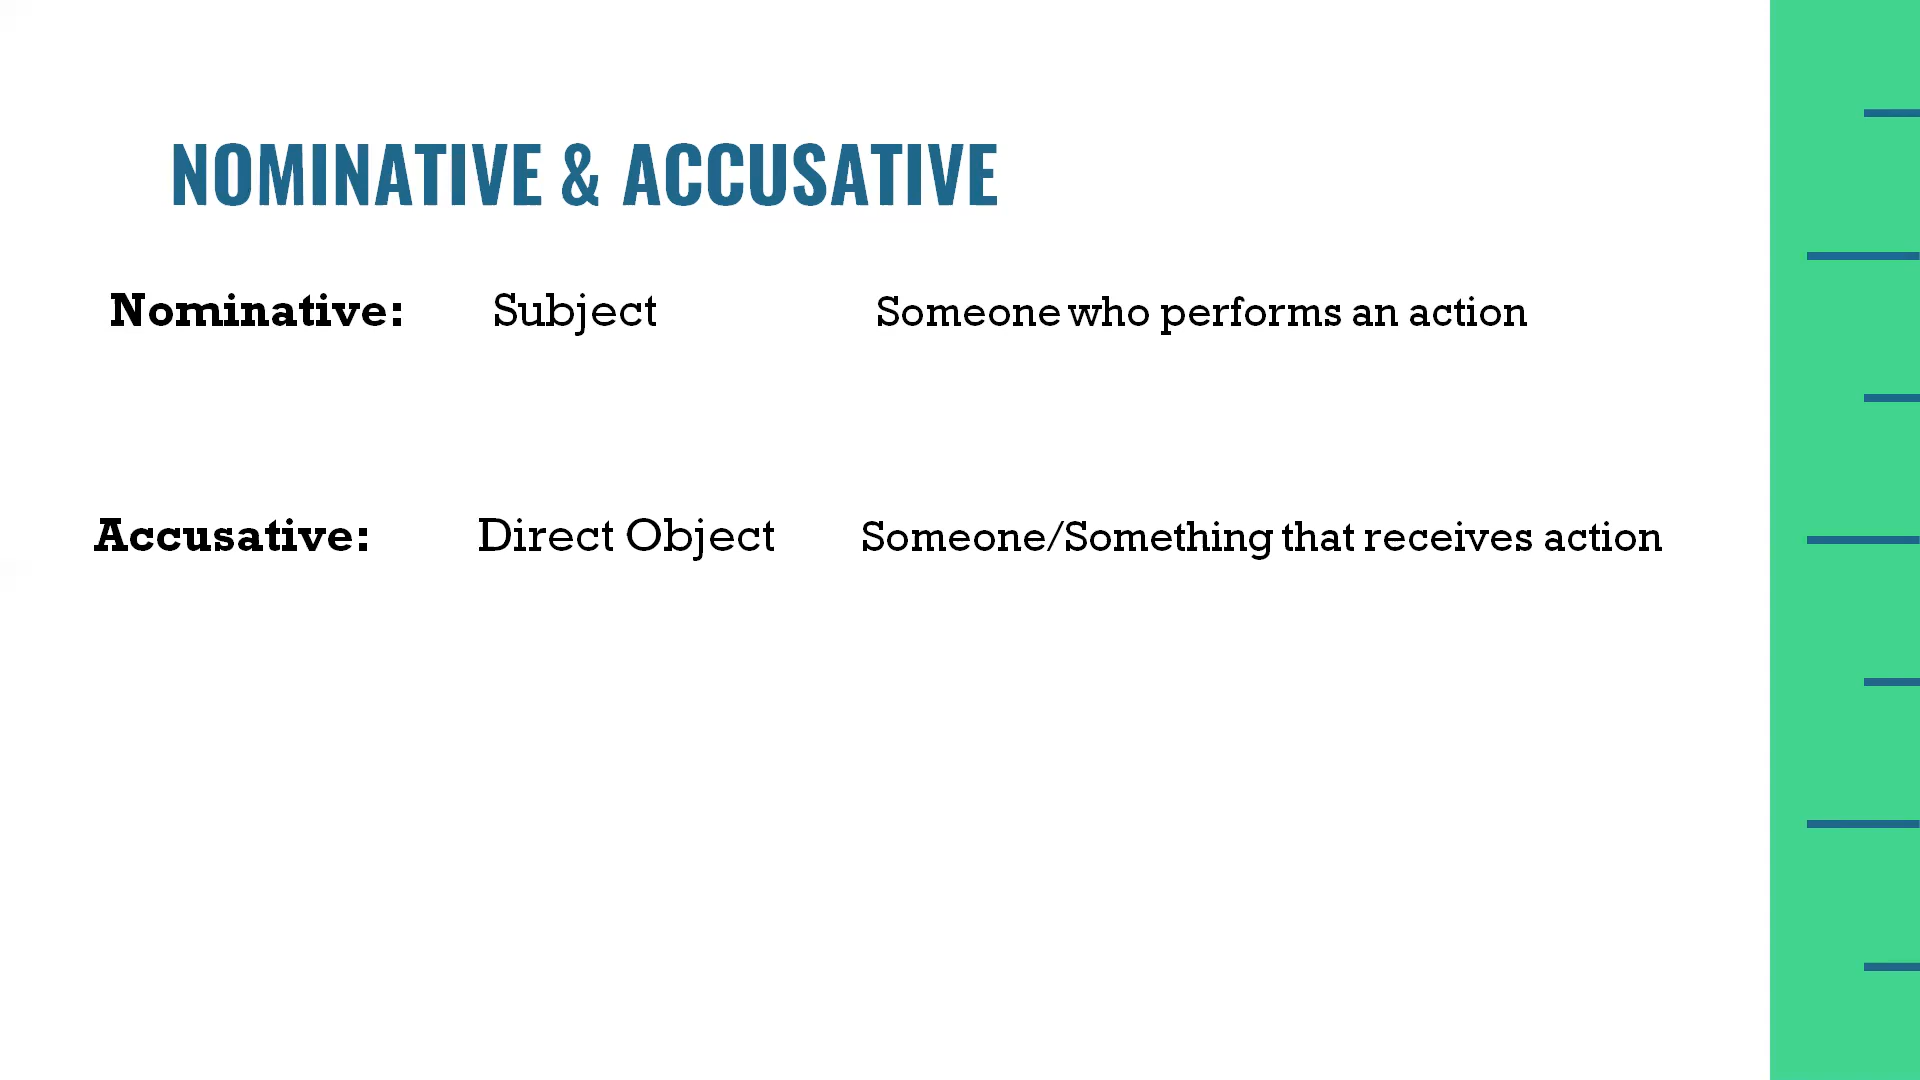 NOMINATIVE & ACCUSATIVE
Nominative: Subject Someone who performs an action
Accusative: Direct Object Someone/Something that receives action